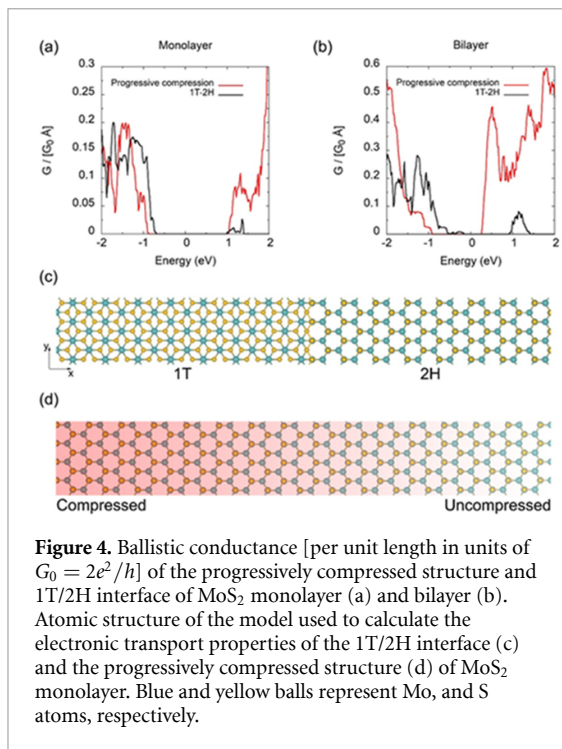 (a) Monolayer
G / [G₀ Å]
0.3
0.25
0.2
0.15
0.1
0.05
0
Progressive compression
1T-2H
-2 -1 0 1 2
Energy (eV)
(b) Bilayer
G / [G₀ Å]
0.6
0.5
0.4
0.3
0.2
0.1
0
Progressive compression
1T-2H
-2 -1 0 1 2
Energy (eV)
(c)
y
x
1T 2H
(d)
Compressed Uncompressed
Figure 4. Ballistic conductance [per unit length in units of
G₀ = 2e²/h] of the progressively compressed structure and
1T/2H interface of MoS₂ monolayer (a) and bilayer (b).
Atomic structure of the model used to calculate the
electronic transport properties of the 1T/2H interface (c)
and the progressively compressed structure (d) of MoS₂
monolayer. Blue and yellow balls represent Mo, and S
atoms, respectively.